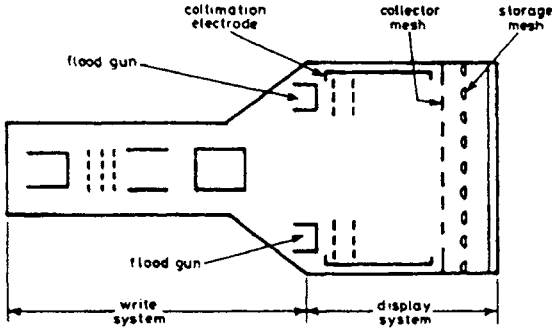 collimation
electrode
collector
mesh
storage
mesh
flood gun
flood gun
write
system
display
system